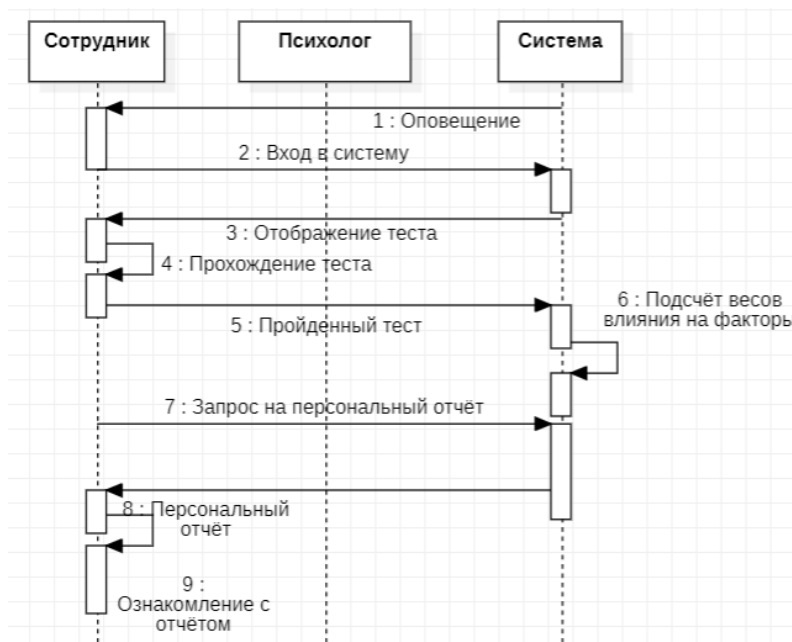 Сотрудник
Психолог
Система
1 : Оповещение
2 : Вход в систему
3 : Отображение теста
4 : Прохождение теста
5 : Пройденный тест
6 : Подсчёт весов
влияния на факторы
7 : Запрос на персональный отчёт
8 : Персональный
отчёт
9 :
Ознакомление с
отчётом